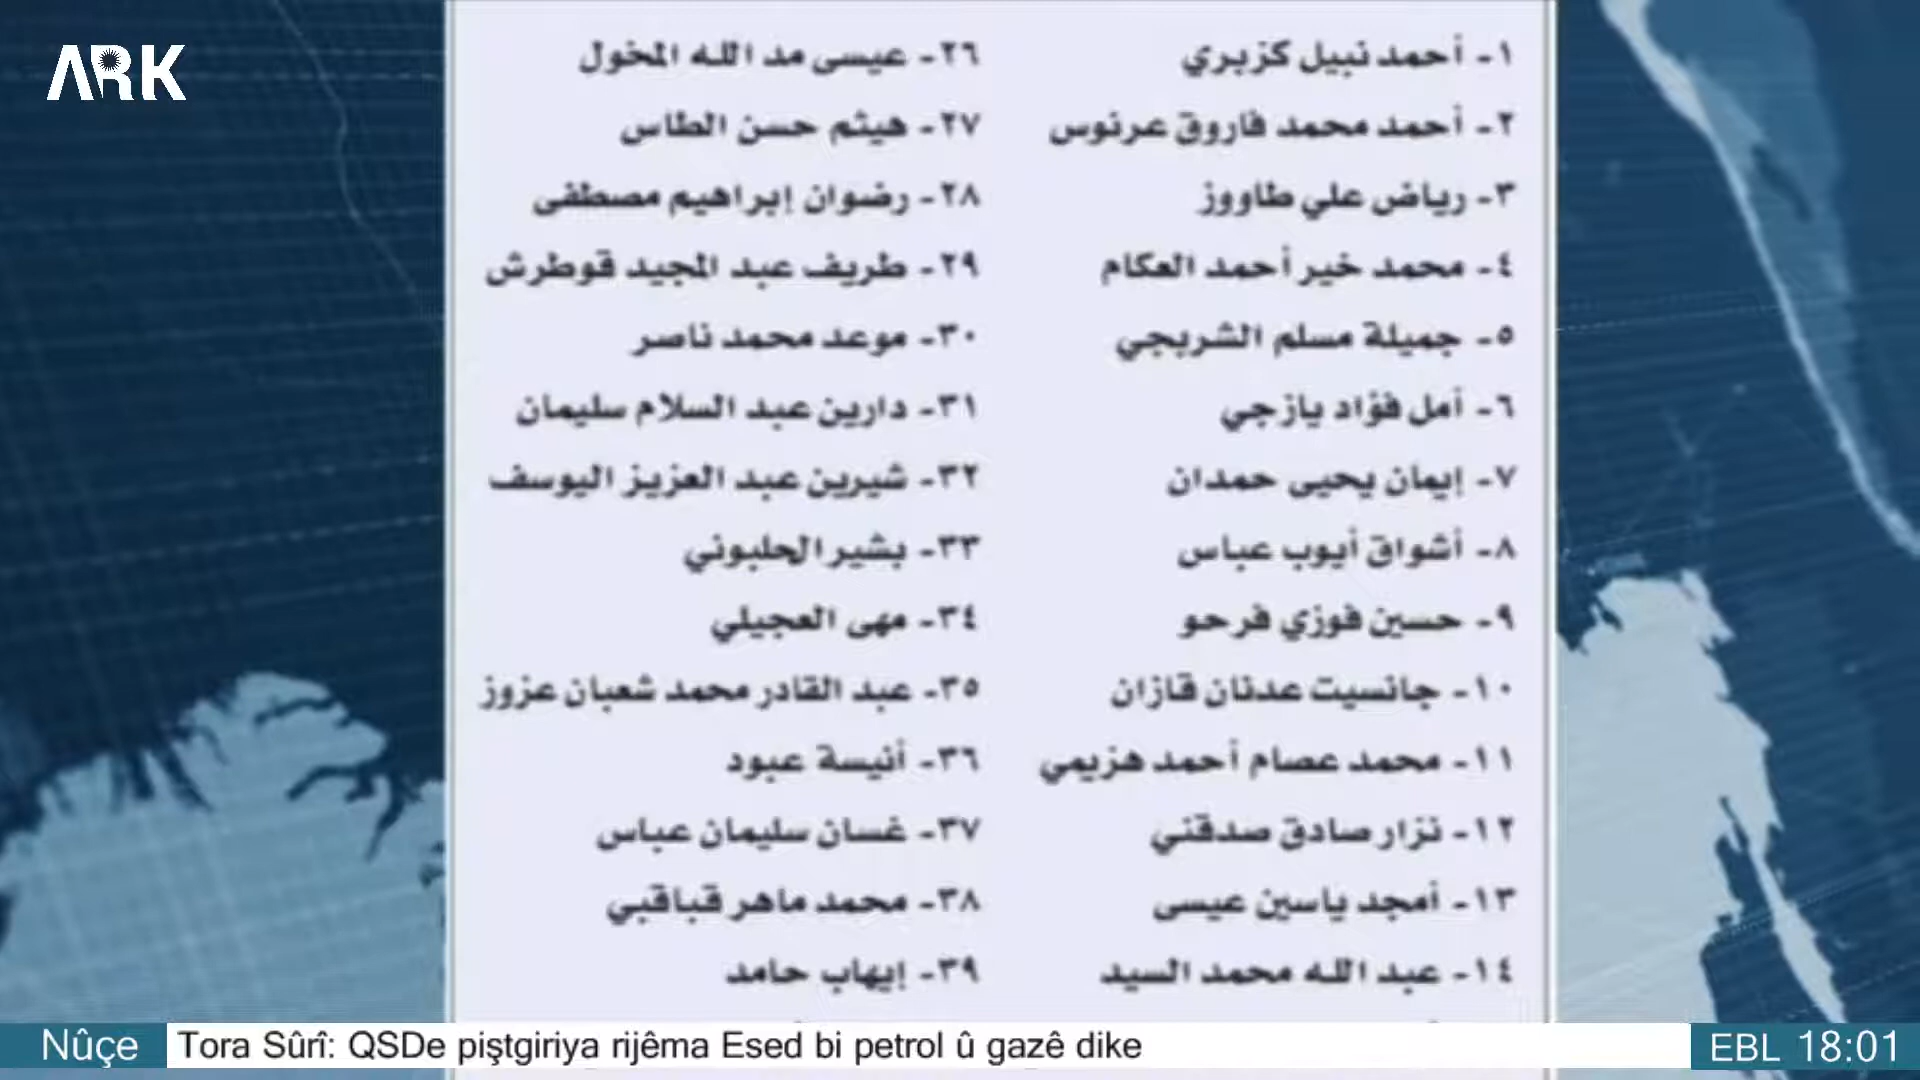 ARK
١- أحمد نبيل كزبري
٢- أحمد محمد فاروق عرنوس
٣- رياض علي طاووز
٤- محمد خير أحمد العكام
٥- جميلة مسلم الشربجي
٦- أمل فؤاد يازجي
٧- إيمان يحيى حمدان
٨- أشواق أيوب عباس
٩- حسين فوزي فرحو
١٠- جانسيت عدنان قازان
١١- محمد عصام أحمد هزيمي
١٢- نزار صادق صدقني
١٣- أمجد ياسين عيسى
١٤- عبد الله محمد السيد
٢٦- عيسى مد الله المخول
٢٧- هيثم حسن الطاس
٢٨- رضوان إبراهيم مصطفى
٢٩- طريف عبد المجيد قوطرش
٣٠- موعد محمد ناصر
٣١- دارين عبد السلام سليمان
٣٢- شيرين عبد العزيز اليوسف
٣٣- بشير الحلبوني
٣٤- مهى العجيلي
٣٥- عبد القادر محمد شعبان عزوز
٣٦- أنيسة عبود
٣٧- غسان سليمان عباس
٣٨- محمد ماهر قباقبي
٣٩- إيهاب حامد
Nûçe
Tora Sûrî: QSDe piştgiriya rijêma Esed bi petrol û gazê dike
EBL 18:01